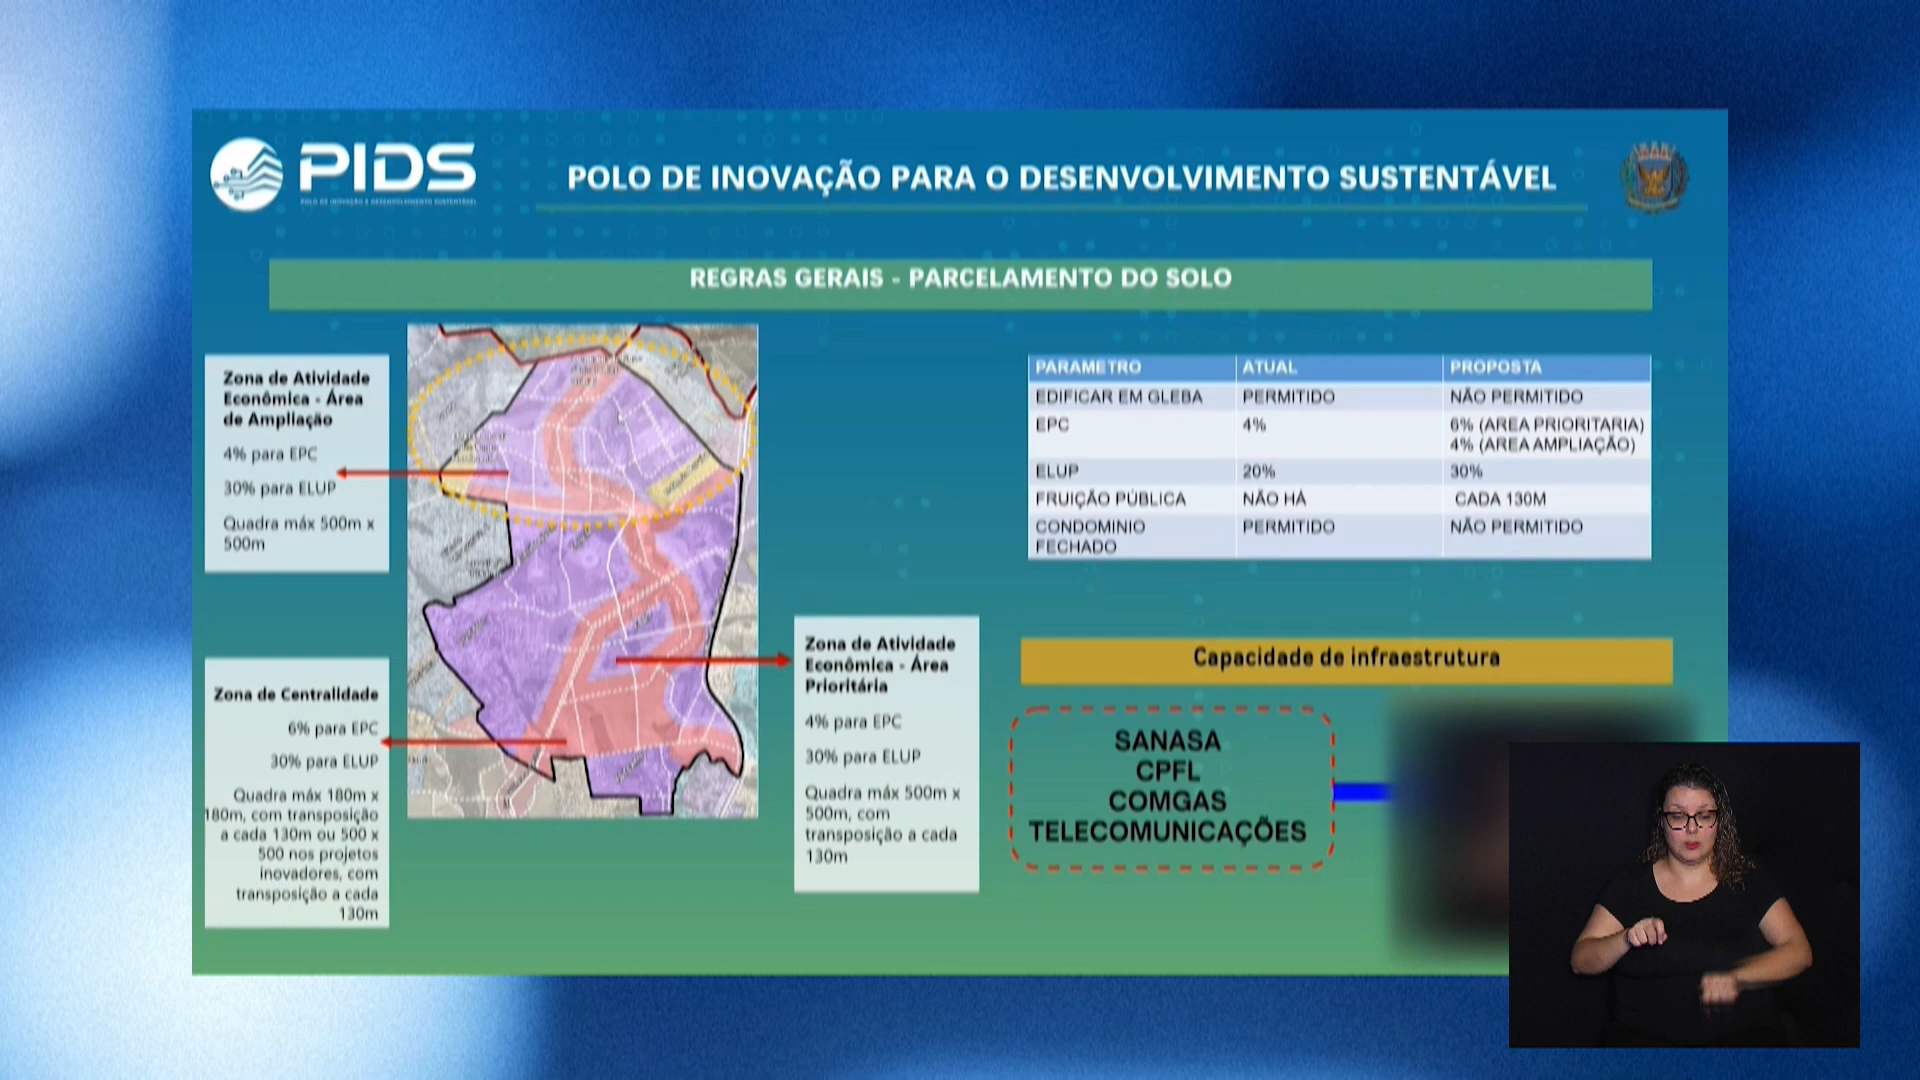 PIDS
POLO DE INOVAÇÃO E DESENVOLVIMENTO SUSTENTÁVEL
POLO DE INOVAÇÃO PARA O DESENVOLVIMENTO SUSTENTÁVEL
REGRAS GERAIS - PARCELAMENTO DO SOLO
Zona de Atividade
Econômica - Área
de Ampliação
4% para EPC
30% para ELUP
Quadra máx 500m x
500m
Zona de Centralidade
6% para EPC
30% para ELUP
Quadra máx 180m x
180m, com transposição
a cada 130m ou 500 x
500 nos projetos
inovadores, com
transposição a cada
130m
Zona de Atividade
Econômica - Área
Prioritária
4% para EPC
30% para ELUP
Quadra máx 500m x
500m, com
transposição a cada
130m
PARAMETRO ATUAL PROPOSTA
EDIFICAR EM GLEBA PERMITIDO NÃO PERMITIDO
EPC 4% 6% (AREA PRIORITARIA)
4% (AREA AMPLIAÇÃO)
ELUP 20% 30%
FRUIÇÃO PÚBLICA NÃO HÁ CADA 130M
CONDOMINIO PERMITIDO NÃO PERMITIDO
FECHADO
Capacidade de infraestrutura
SANASA
CPFL
COMGAS
TELECOMUNICAÇÕES